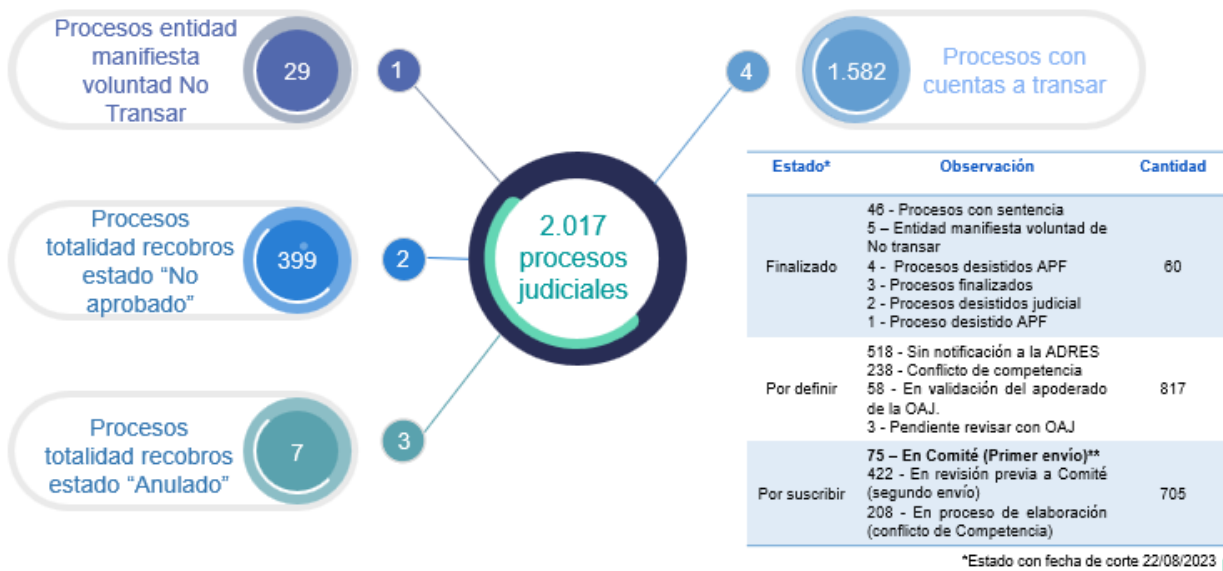 Procesos entidad
manifiesta
voluntad No
Transar
29
1
Procesos
totalidad recobros
estado “No
aprobado”
399
2
Procesos
totalidad recobros
estado “Anulado”
7
3
2.017
procesos
judiciales
4
1.582
Procesos con
cuentas a transar
Estado* Observación Cantidad
46 - Procesos con sentencia
5 – Entidad manifiesta voluntad de
No transar
Finalizado 4 - Procesos desistidos APF 60
3 - Procesos finalizados
2 - Procesos desistidos judicial
1 - Proceso desistido APF
518 - Sin notificación a la ADRES
238 - Conflicto de competencia
Por definir 58 - En validación del apoderado 817
de la OAJ.
3 - Pendiente revisar con OAJ
75 – En Comité (Primer envío)**
422 - En revisión previa a Comité
Por suscribir (segundo envío) 705
208 - En proceso de elaboración
(conflicto de Competencia)
*Estado con fecha de corte 22/08/2023